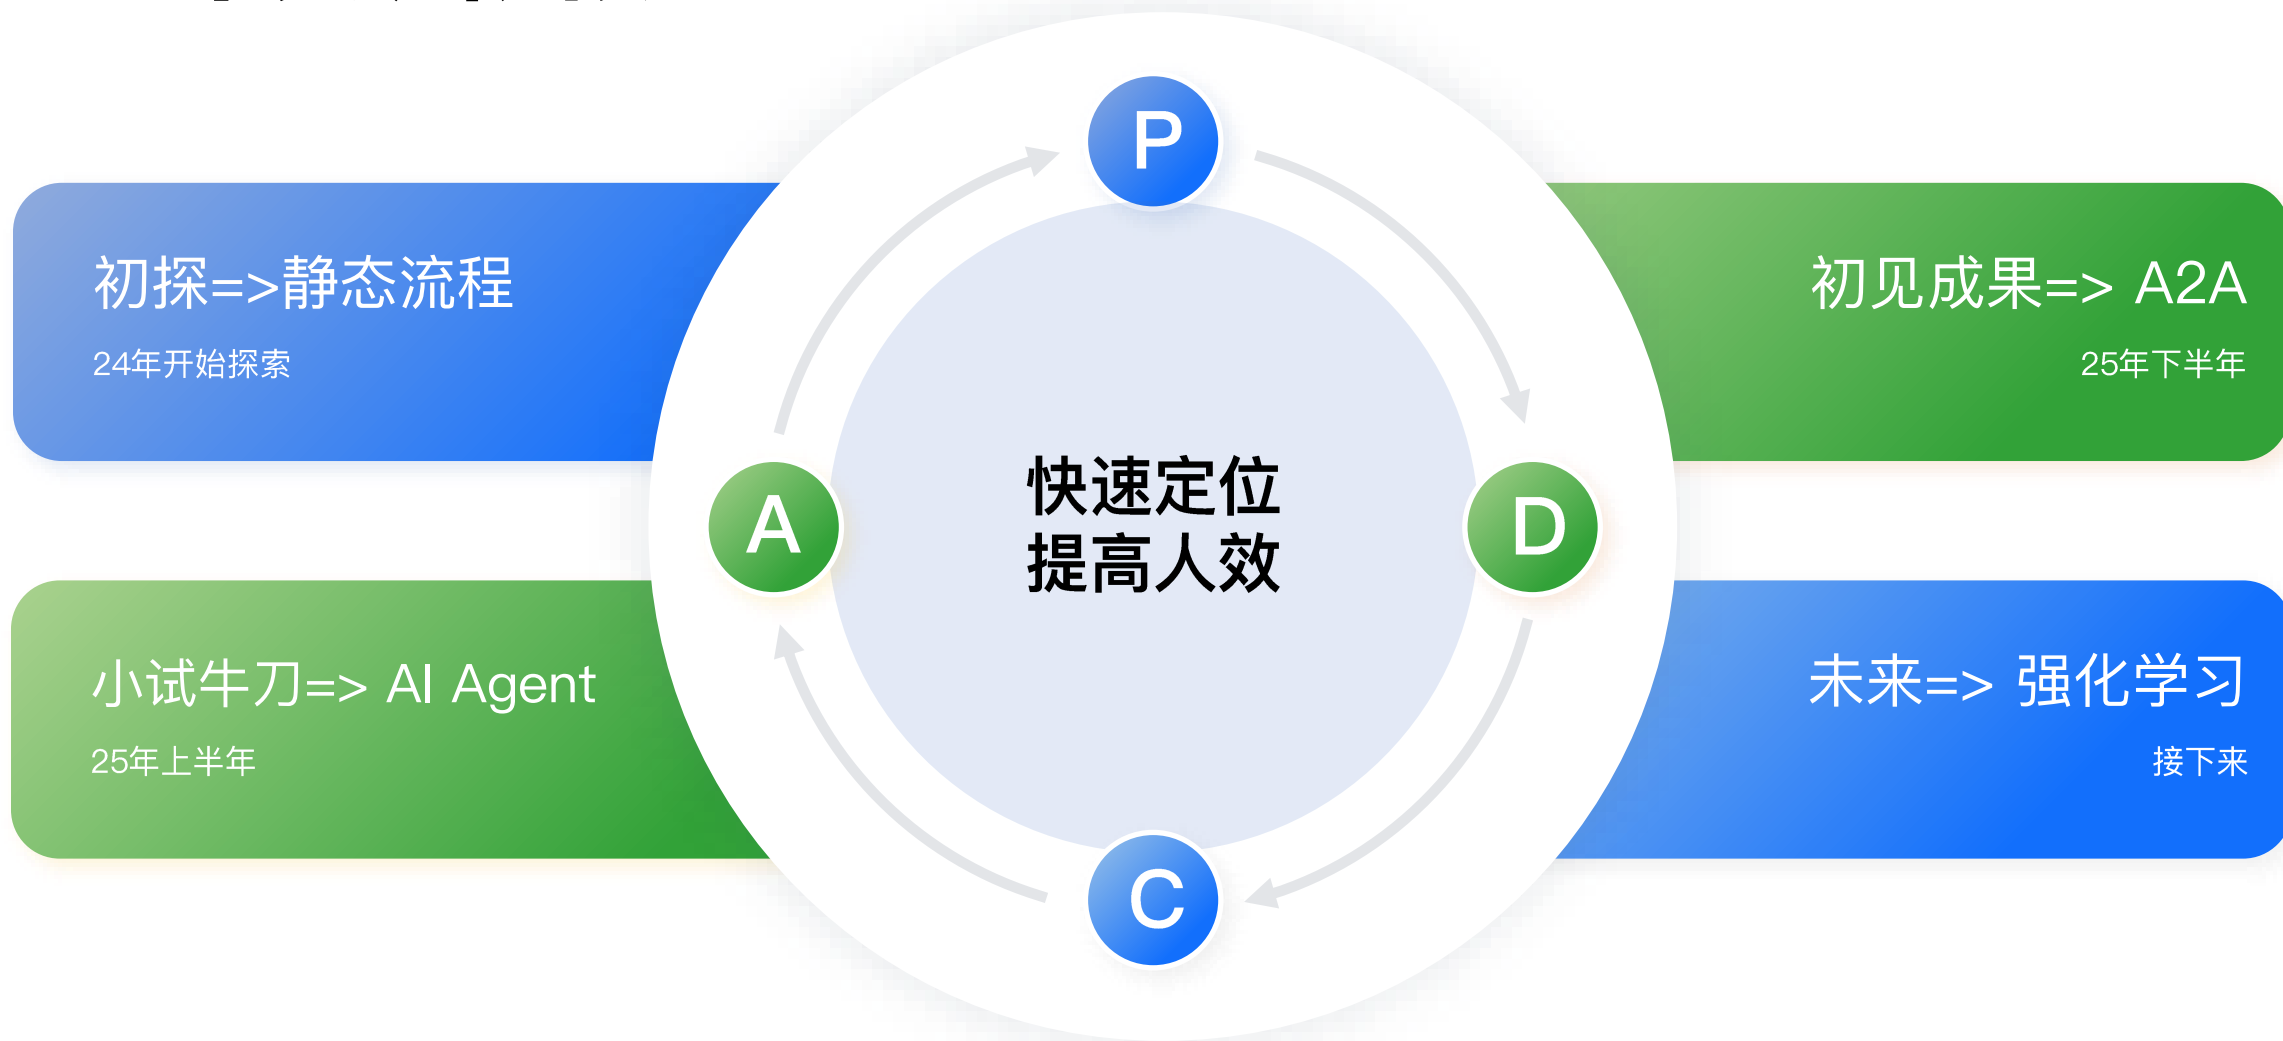 初探=>静态流程
24年开始探索
小试牛刀=> AI Agent
25年上半年
P
A
快速定位
提高人效
D
C
初见成果=> A2A
25年下半年
未来=> 强化学习
接下来